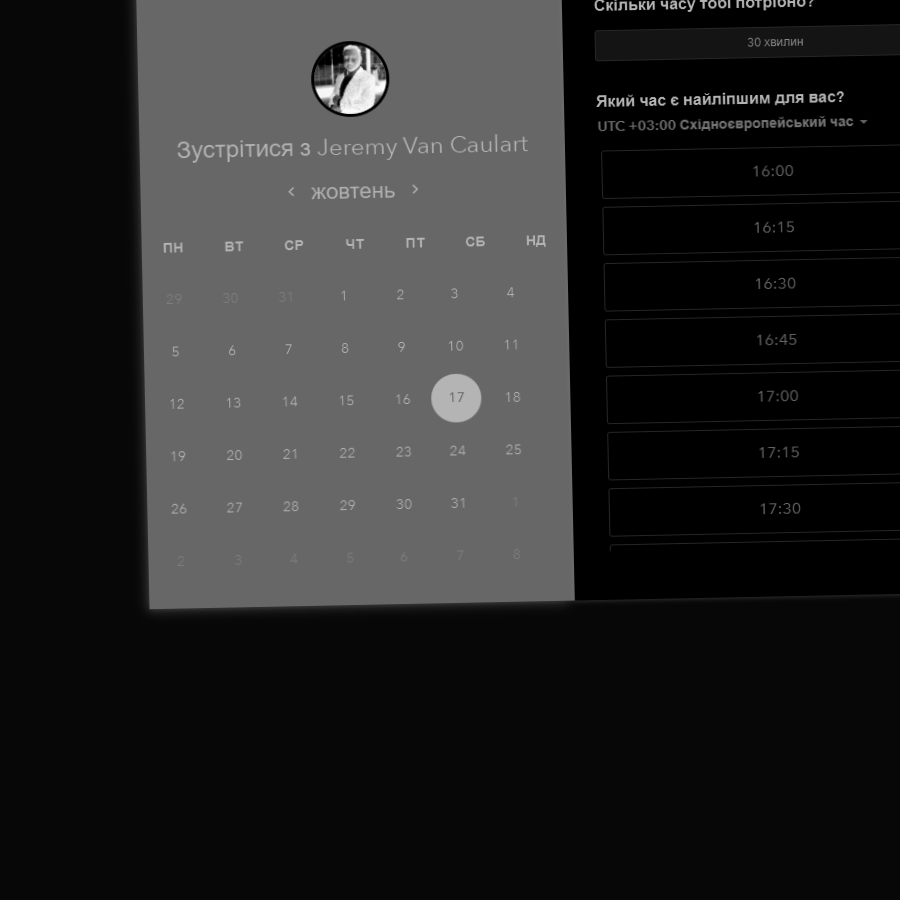 Зустрітися з Jeremy Van Caulart
‹ жовтень ›
ПН ВТ СР ЧТ ПТ СБ НД
29 30 31 1 2 3 4
5 6 7 8 9 10 11
12 13 14 15 16 17 18
19 20 21 22 23 24 25
26 27 28 29 30 31 1
2 3 4 5 6 7 8
Скільки часу тобі потрібно?
30 хвилин
Який час є найліпшим для вас?
UTC +03:00 Східноєвропейський час
16:00
16:15
16:30
16:45
17:00
17:15
17:30